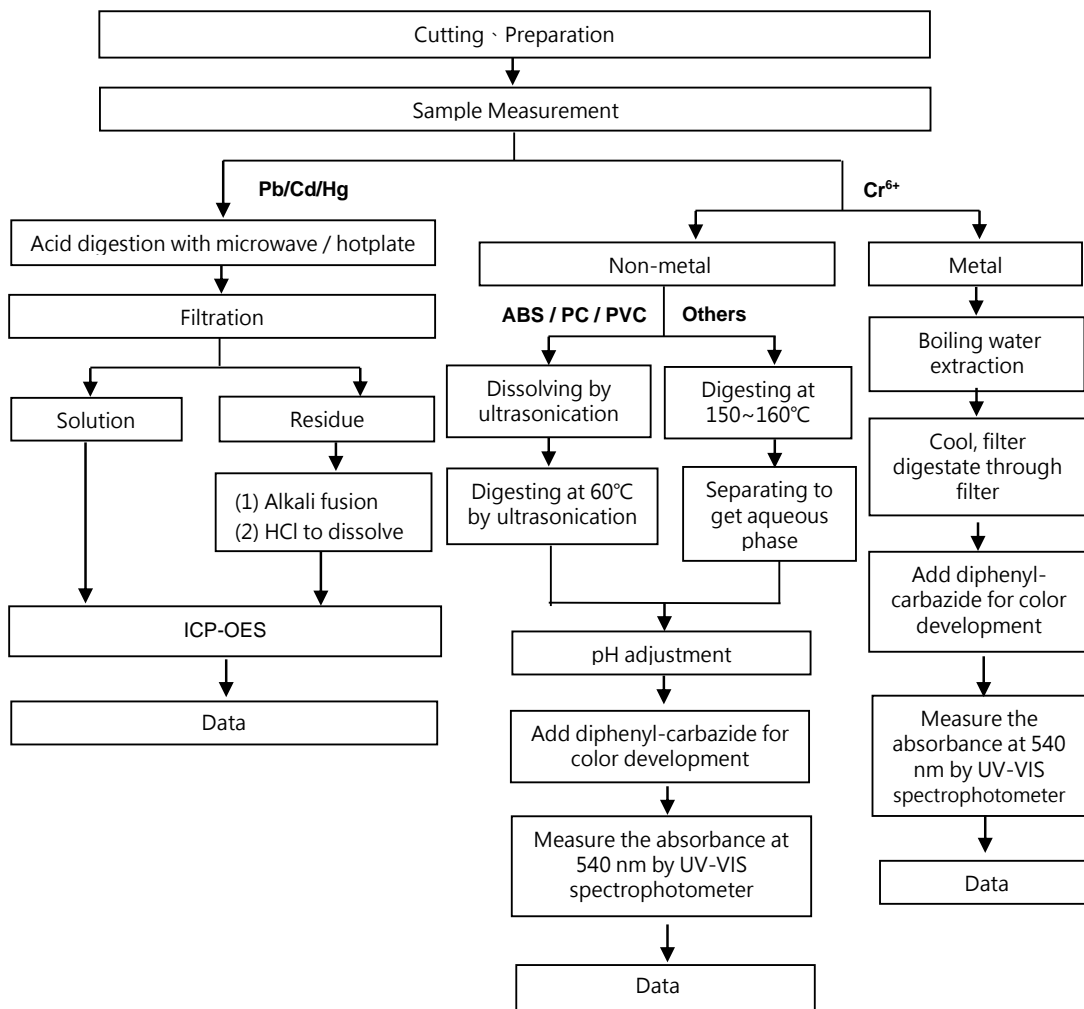 Cutting、Preparation
Sample Measurement
Pb/Cd/Hg
Cr6+
Acid digestion with microwave / hotplate
Filtration
Solution
Residue
(1) Alkali fusion
(2) HCl to dissolve
ICP-OES
Data
Non-metal
ABS / PC / PVC
Others
Dissolving by
ultrasonication
Digesting at 60℃
by ultrasonication
Digesting at
150~160℃
Separating to
get aqueous
phase
pH adjustment
Add diphenyl-carbazide for
color development
Measure the absorbance at
540 nm by UV-VIS
spectrophotometer
Data
Metal
Boiling water
extraction
Cool, filter
digestate through
filter
Add diphenyl-
carbazide for color
development
Measure the
absorbance at 540
nm by UV-VIS
spectrophotometer
Data